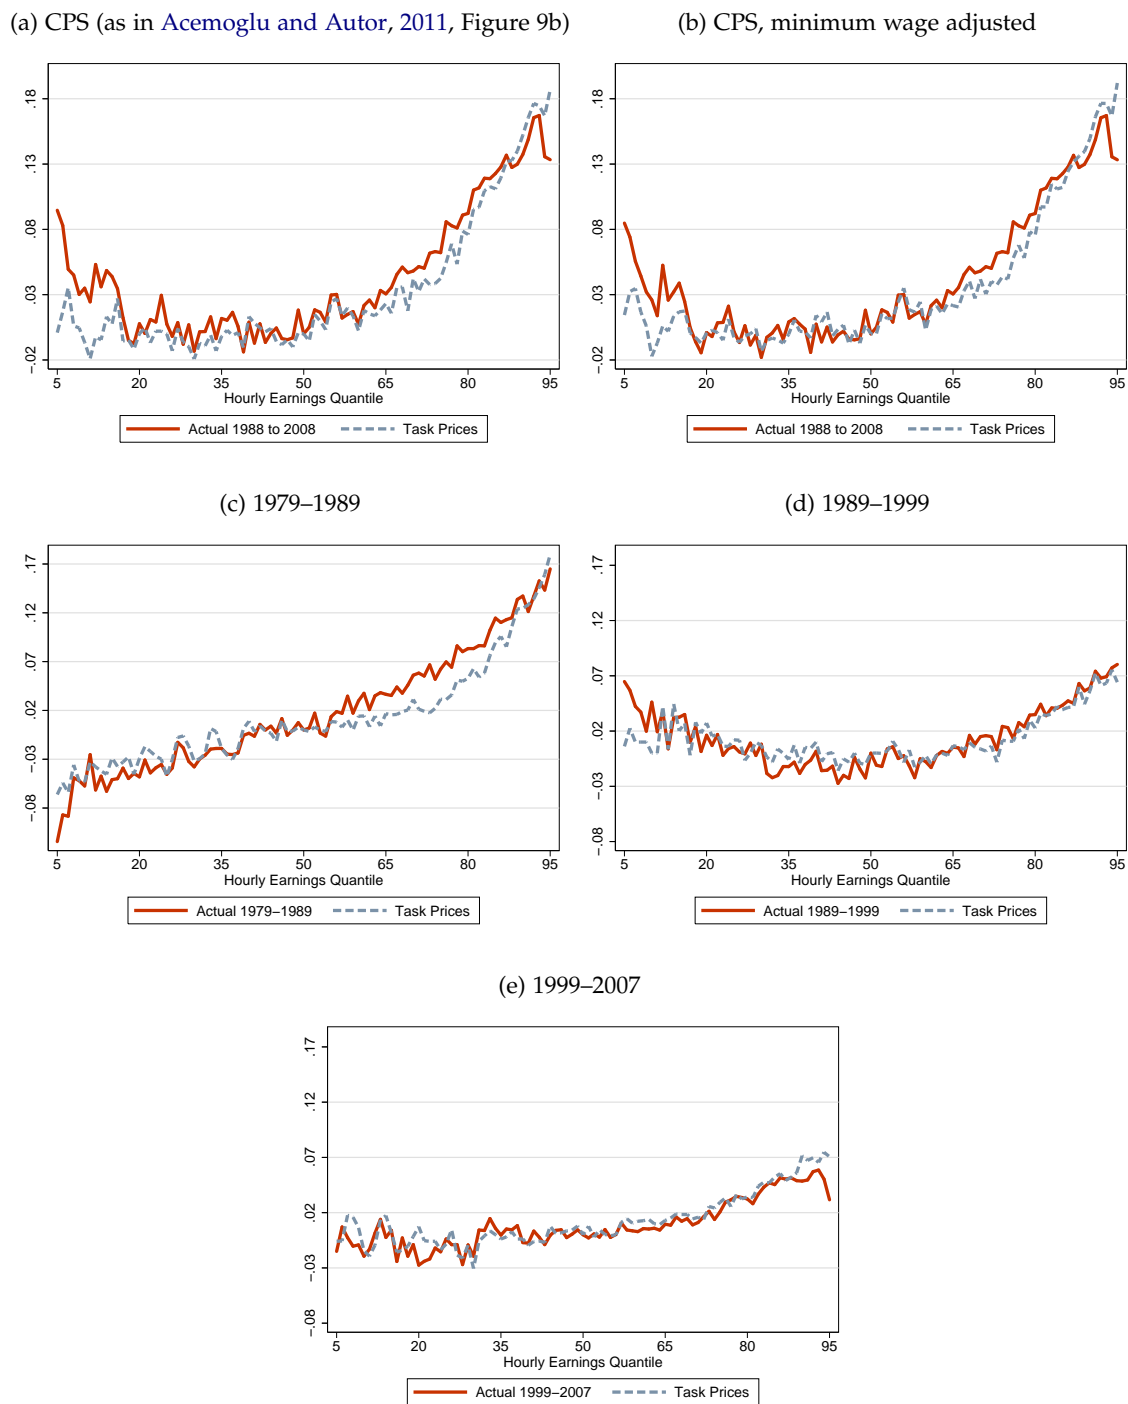 (a) CPS (as in Acemoglu and Autor, 2011, Figure 9b)
(b) CPS, minimum wage adjusted
.18
.13
.08
.03
−.02
5 20 35 50 65 80 95
Hourly Earnings Quantile
Actual 1988 to 2008 Task Prices
.18
.13
.08
.03
−.02
5 20 35 50 65 80 95
Hourly Earnings Quantile
Actual 1988 to 2008 Task Prices
(c) 1979–1989
(d) 1989–1999
.17
.12
.07
.02
−.03
−.08
5 20 35 50 65 80 95
Hourly Earnings Quantile
Actual 1979−1989 Task Prices
.17
.12
.07
.02
−.03
−.08
5 20 35 50 65 80 95
Hourly Earnings Quantile
Actual 1989−1999 Task Prices
(e) 1999–2007
.17
.12
.07
.02
−.03
−.08
5 20 35 50 65 80 95
Hourly Earnings Quantile
Actual 1999−2007 Task Prices